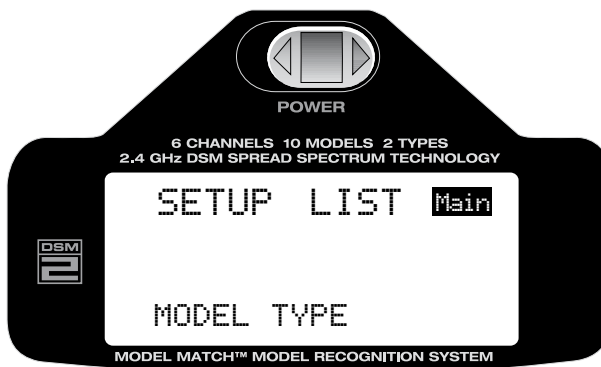 POWER
6 CHANNELS 10 MODELS 2 TYPES
2.4 GHz DSM SPREAD SPECTRUM TECHNOLOGY
SETUP LIST Main
DSM
2
MODEL TYPE
MODEL MATCH™ MODEL RECOGNITION SYSTEM